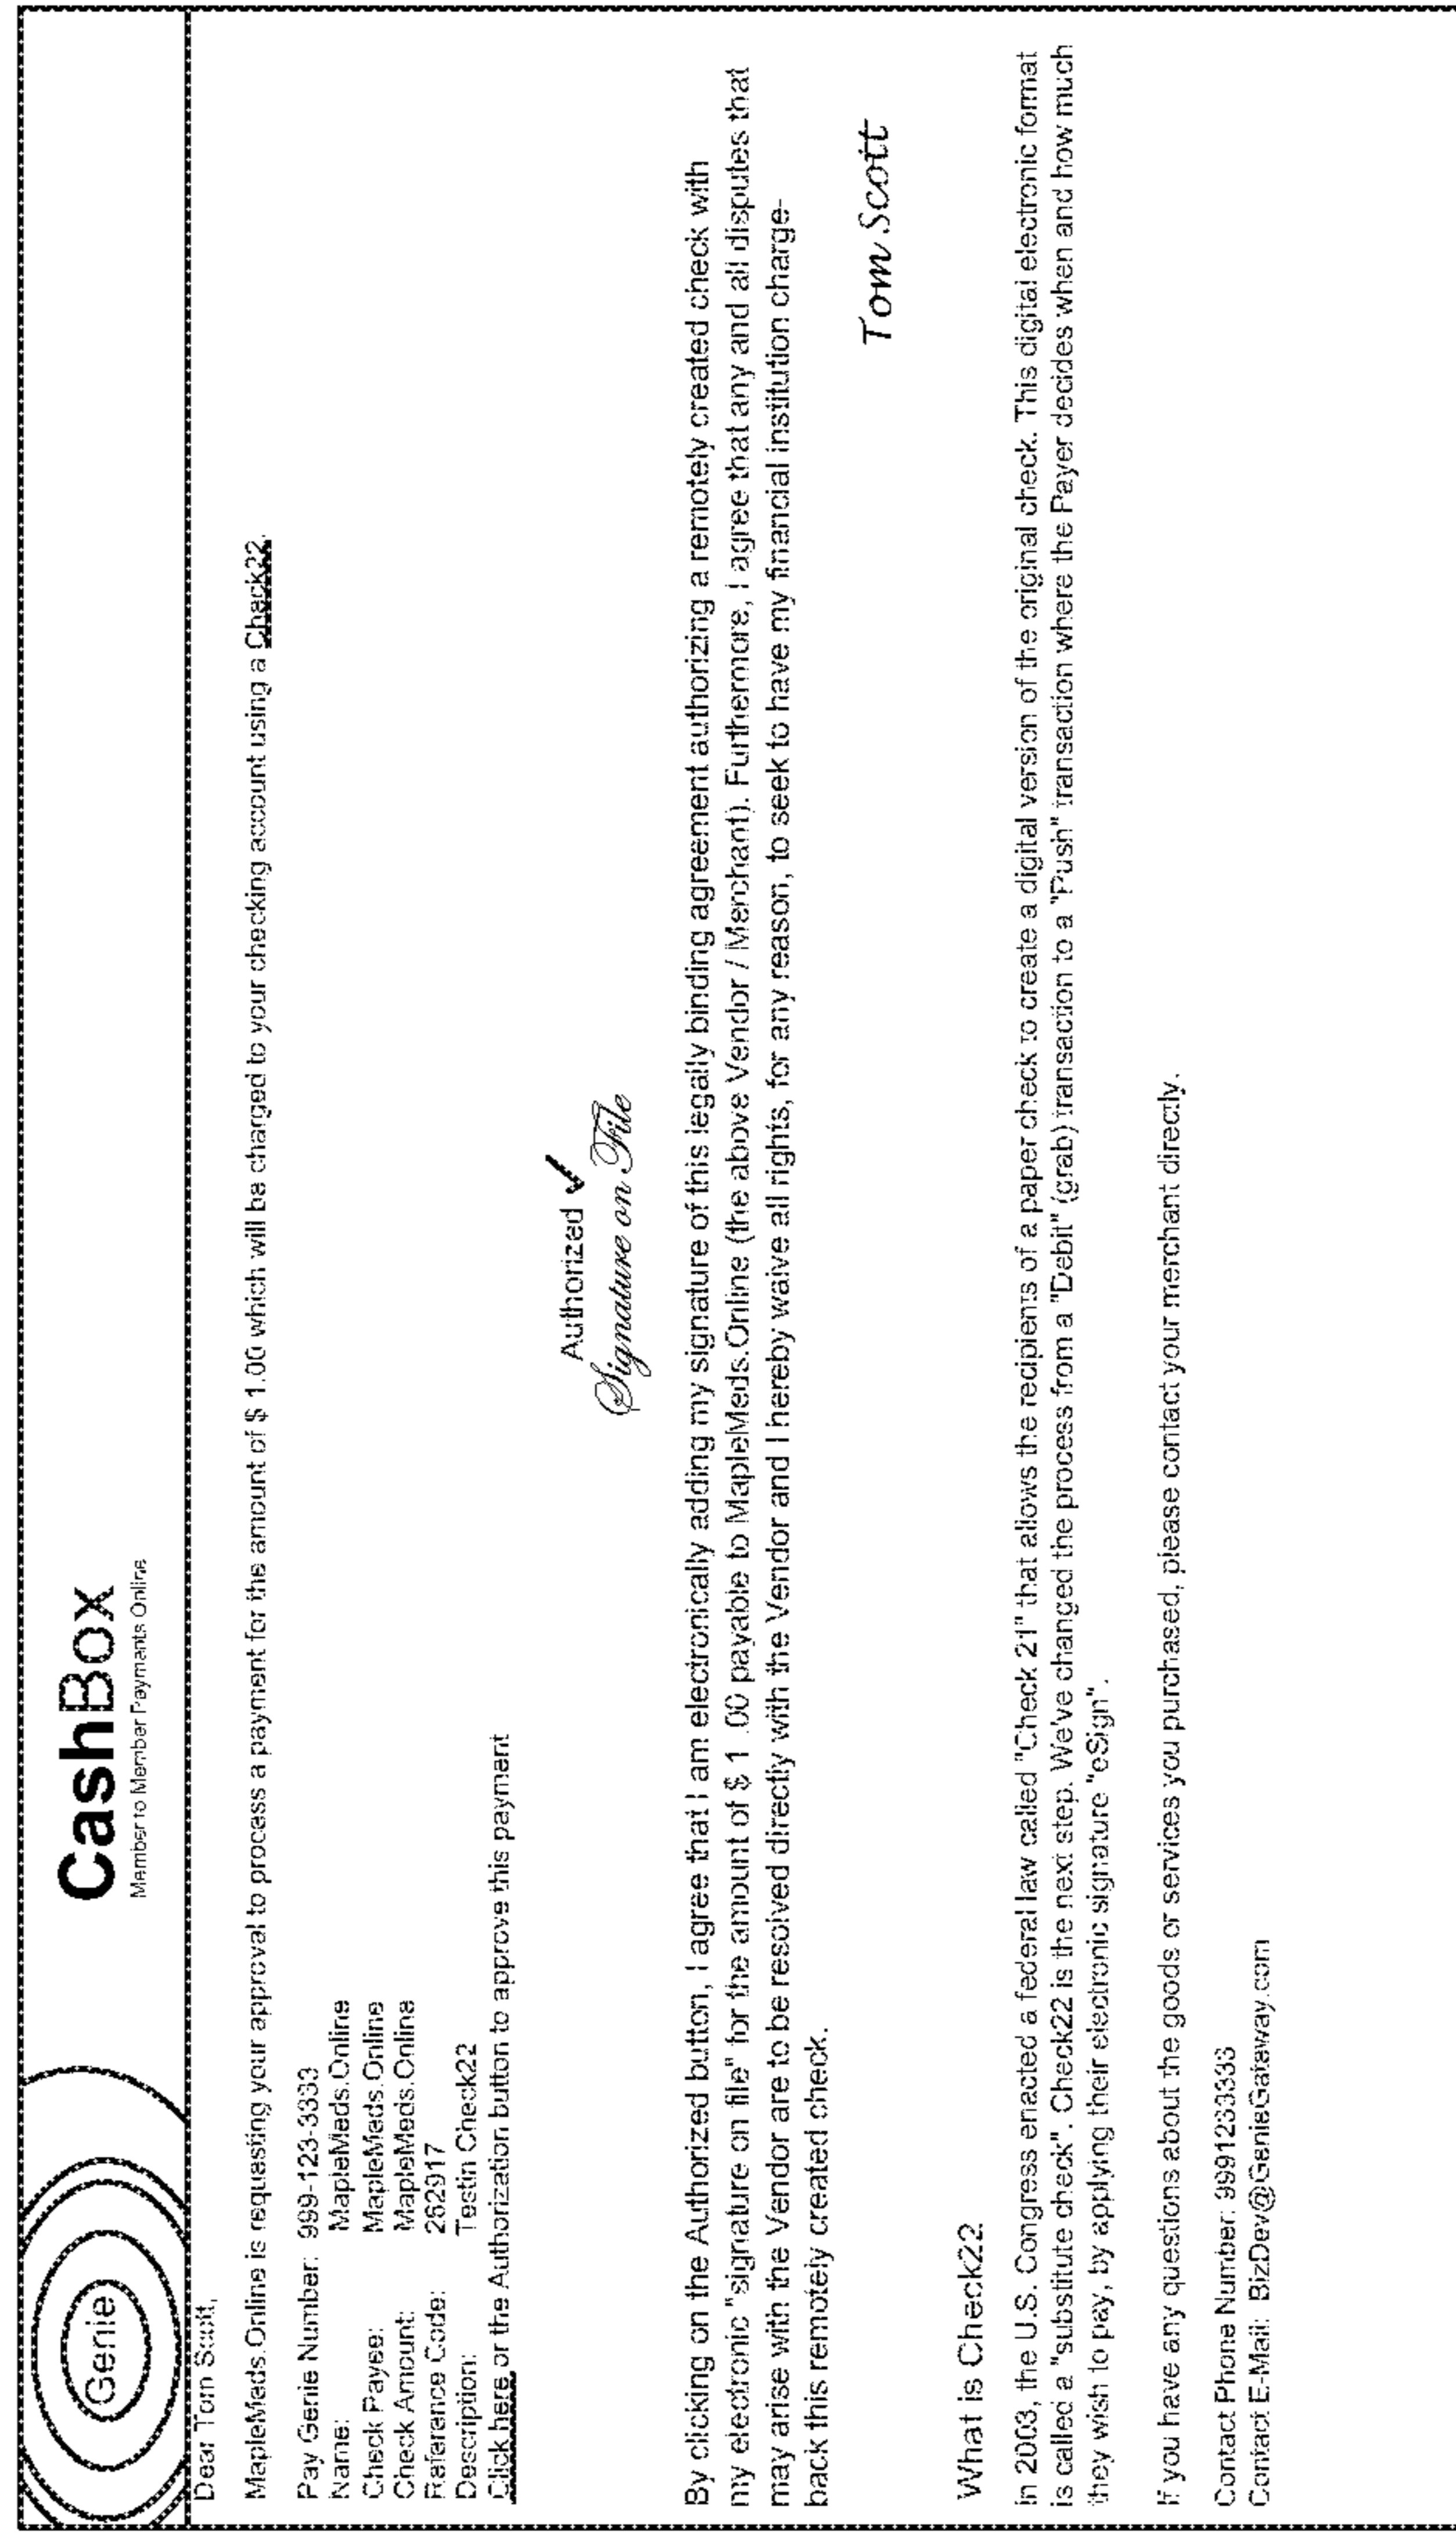 Genie
CashBox
Member to Member Payments Online
Dear Tom Scott,
MapleMeds.Online is requesting your approval to process a payment for the amount of $ 1.00 which will be charged to your checking account using a Check22.
Pay Genie Number: 999-123-3333
Name: MapleMeds.Online
Check Payee: MapleMeds.Online
Check Amount: MapleMeds.Online
Reference Code: 252917
Description: Testin Check22
Click here or the Authorization button to approve this payment
Authorized ✓
Signature on File
By clicking on the Authorized button, I agree that I am electronically adding my signature of this legally binding agreement authorizing a remotely created check with
my electronic "signature on file" for the amount of $ 1 .00 payable to MapleMeds.Online (the above Vendor / Merchant). Furthermore, I agree that any and all disputes that
may arise with the Vendor are to be resolved directly with the Vendor and I hereby waive all rights, for any reason, to seek to have my financial institution charge-
back this remotely created check.
Tom Scott
What is Check22
In 2003, the U.S. Congress enacted a federal law called "Check 21" that allows the recipients of a paper check to create a digital version of the original check. This digital electronic format
is called a "substitute check". Check22 is the next step. We've changed the process from a "Debit" (grab) transaction to a "Push" transaction where the Payer decides when and how much
they wish to pay, by applying their electronic signature "eSign".
If you have any questions about the goods or services you purchased, please contact your merchant directly.
Contact Phone Number: 9991233333
Contact E-Mail: BizDev@GenieGateway.com